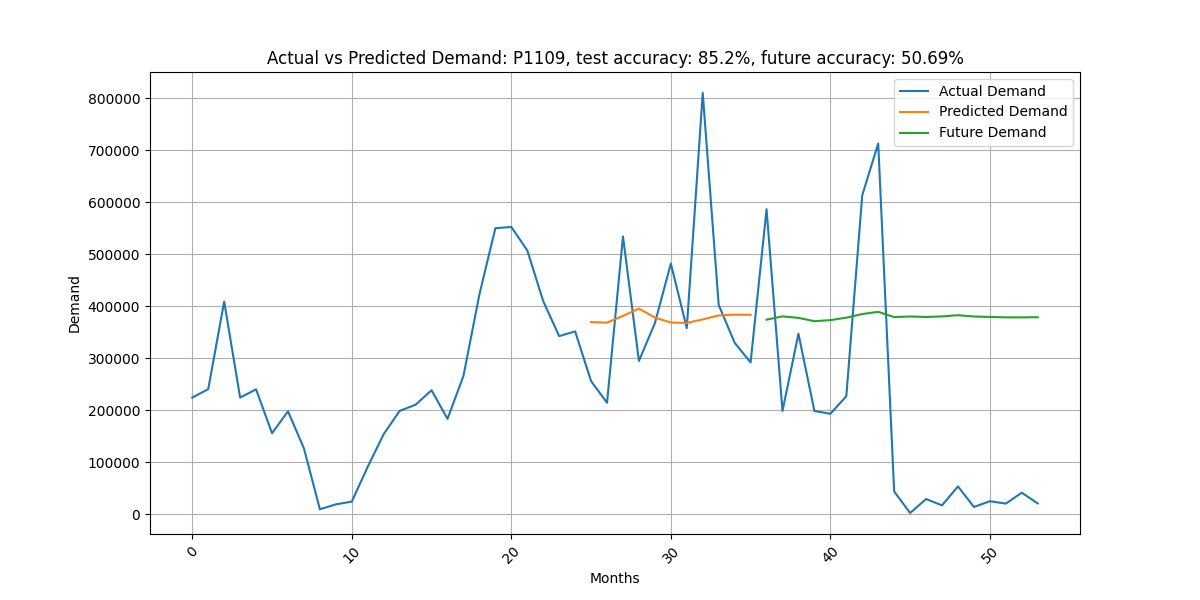 Actual vs Predicted Demand: P1109, test accuracy: 85.2%, future accuracy: 50.69%
Actual Demand
Predicted Demand
Future Demand
800000
700000
600000
500000
400000
300000
200000
100000
0
Demand
0
10
20
30
40
50
Months